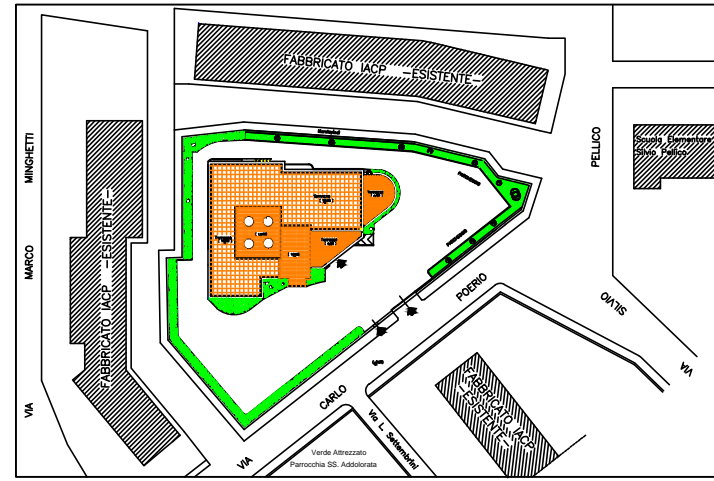 FABBRICATO IACP —ESISTENTE—
MINGHETTI
MARCO
VIA
FABBRICATO IACP —ESISTENTE—
PELLICO
SILVIO
VIA
Scuola Elementare
Silvio Pellico
POERIO
CARLO
VIA
Via L. Settembrini
FABBRICATO IACP
—ESISTENTE—
Verde Attrezzato
Parrocchia SS. Addolorata